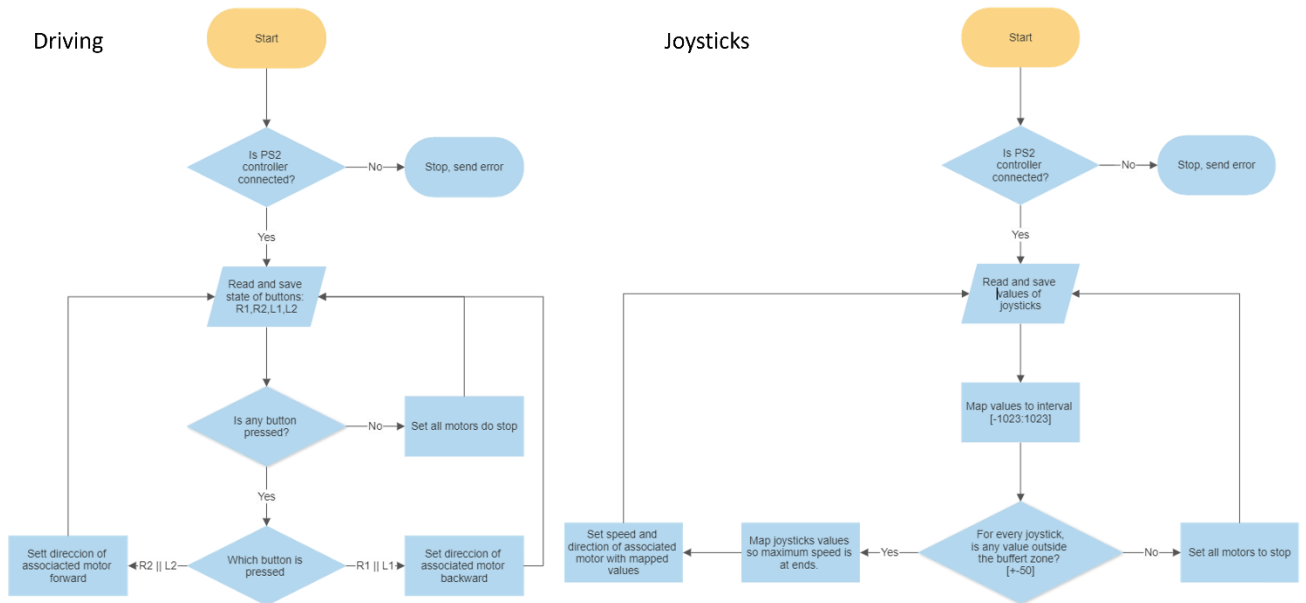 Driving
Start
Is PS2
controller
connected?
No
Stop, send error
Yes
Read and save
state of buttons:
R1,R2,L1,L2
Is any button
pressed?
No
Set all motors do stop
Yes
Which button is
pressed
R2 || L2
Sett direccion of
associacted motor
forward
R1 || L1
Set direccion of
associated motor
backward
Joysticks
Start
Is PS2
controller
connected?
No
Stop, send error
Yes
Read and save
values of
joysticks
Map values to interval
[-1023:1023]
For every joystick,
is any value outside
the buffert zone?
[+-50]
No
Set all motors to stop
Yes
Map joysticks values
so maximum speed is
at ends.
Set speed and
direction of associated
motor with mapped
values